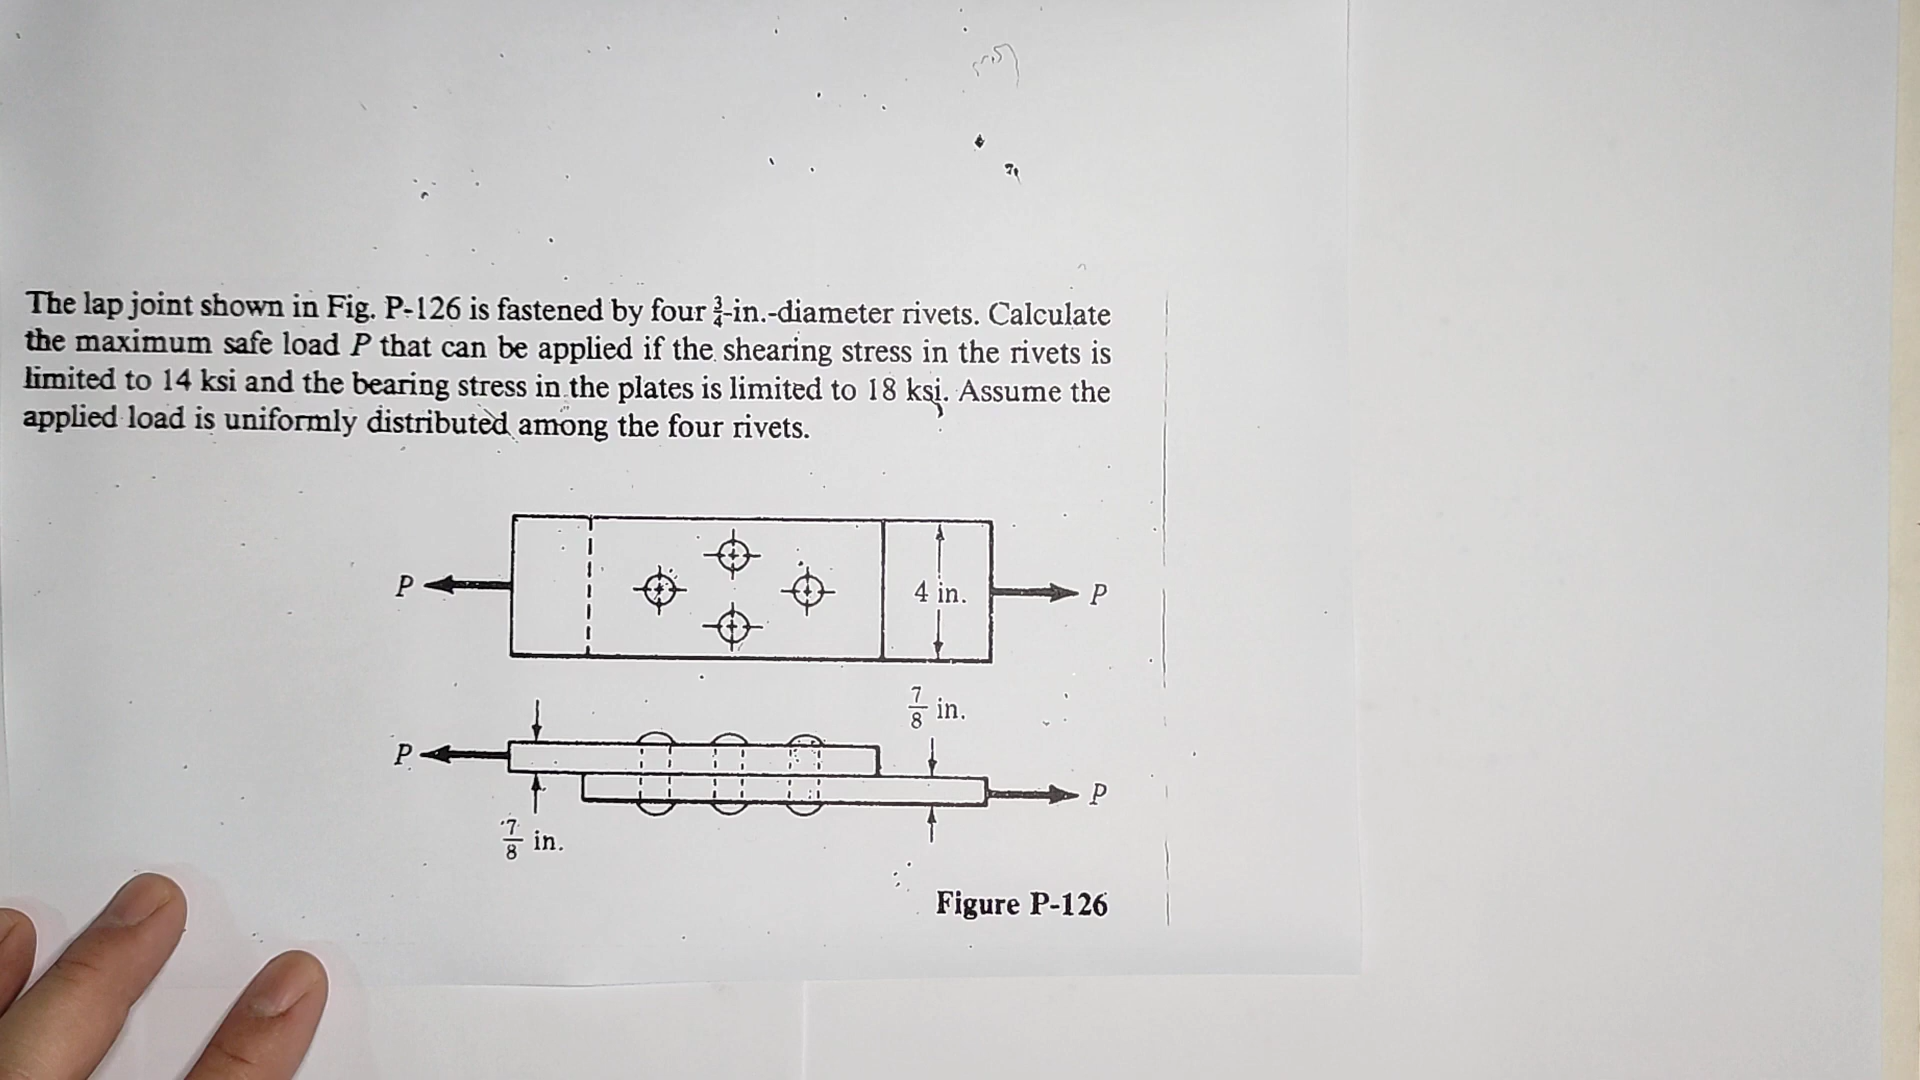 The lap joint shown in Fig. P-126 is fastened by four 3/4-in.-diameter rivets. Calculate
the maximum safe load P that can be applied if the shearing stress in the rivets is
limited to 14 ksi and the bearing stress in the plates is limited to 18 ksi. Assume the
applied load is uniformly distributed among the four rivets.
P
4 in.
P
7/8 in.
P
P
7/8 in.
Figure P-126